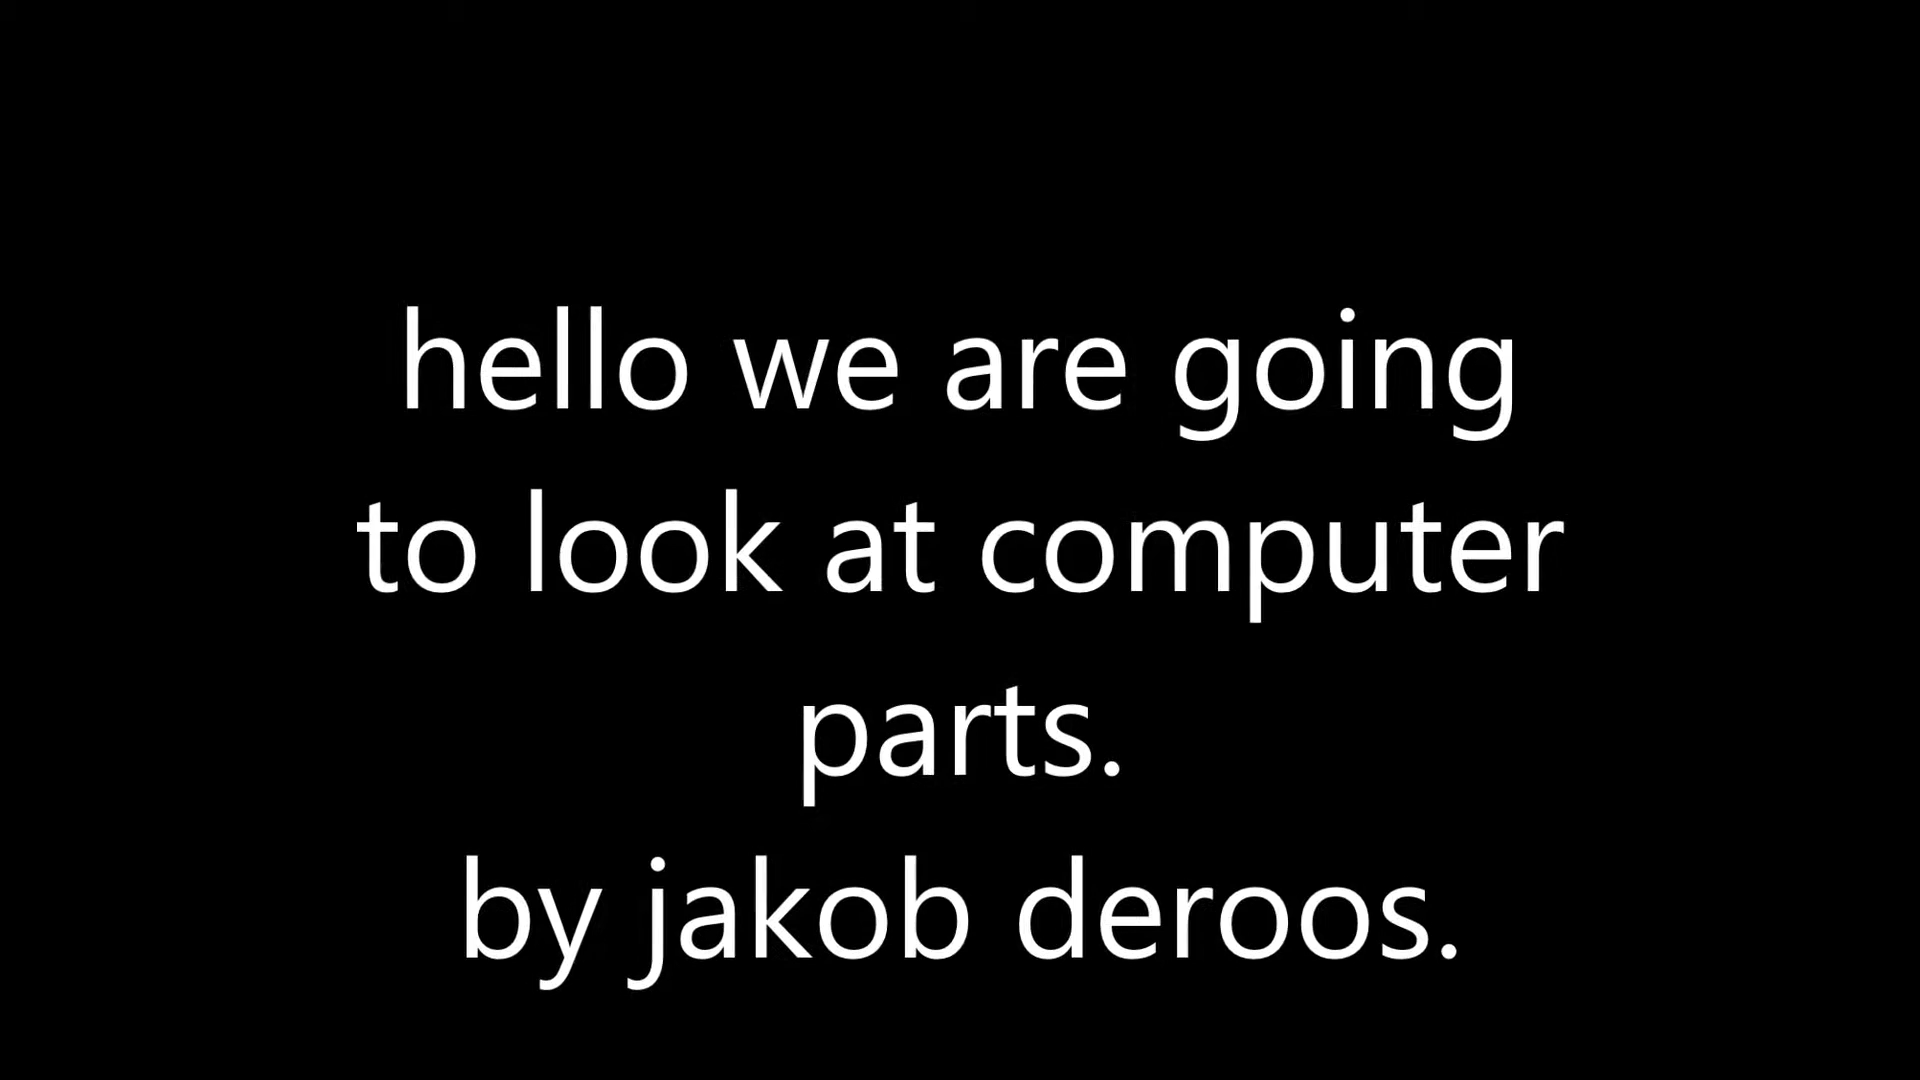 hello we are going
to look at computer
parts.
by jakob deroos.